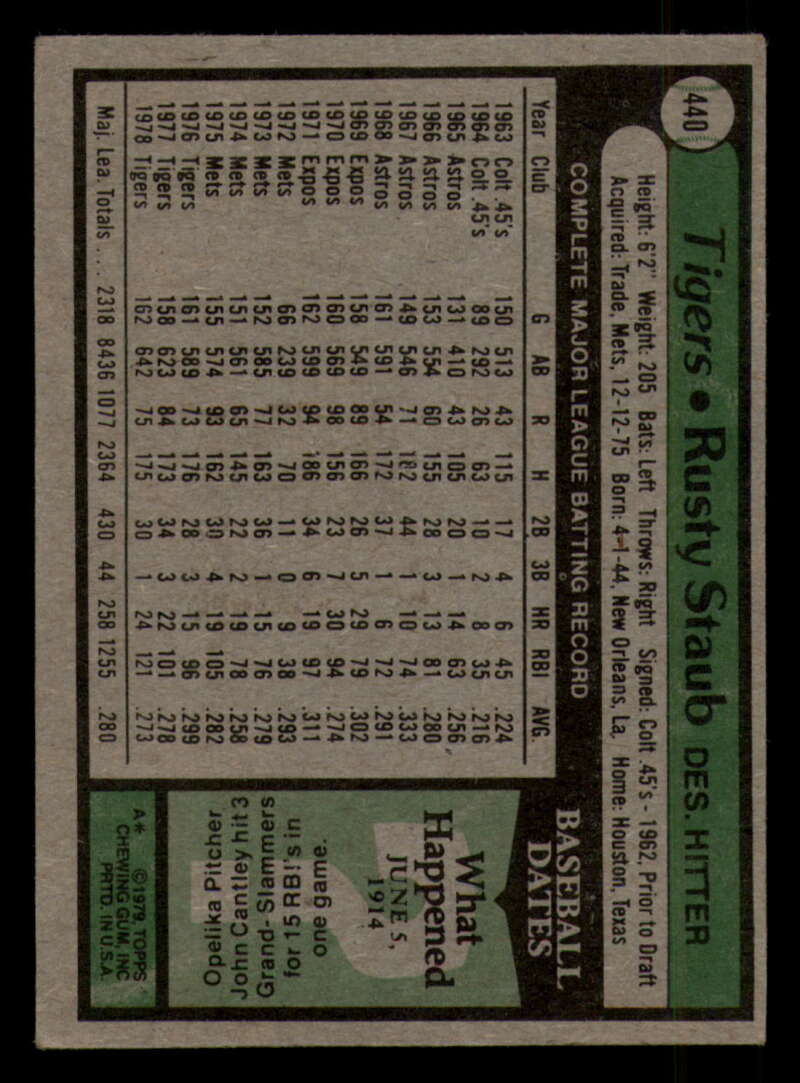 440
Tigers • Rusty Staub DES. HITTER
Height: 6'2" Weight: 205 Bats: Left Throws: Right Signed: Colt .45's - 1962, Prior to Draft
Acquired: Trade, Mets, 12-12-75 Born: 4-1-44, New Orleans, La. Home: Houston, Texas
COMPLETE MAJOR LEAGUE BATTING RECORD
Year Club G AB R H 2B 3B HR RBI AVG.
1963 Colt .45's 150 513 43 115 17 4 6 45 .224
1964 Colt .45's 89 292 26 63 10 2 8 35 .216
1965 Astros 131 410 43 105 20 1 14 63 .256
1966 Astros 153 554 60 155 28 3 13 81 .280
1967 Astros 149 546 71 182 44 1 10 74 .333
1968 Astros 161 591 54 172 37 1 6 72 .291
1969 Expos 158 549 89 166 26 5 29 79 .302
1970 Expos 160 569 98 156 23 7 30 94 .274
1971 Expos 162 599 94 186 34 6 19 97 .311
1972 Mets 66 239 32 70 11 0 9 38 .293
1973 Mets 152 585 77 163 36 1 15 76 .279
1974 Mets 151 561 65 145 22 2 19 78 .258
1975 Mets 155 574 93 162 30 4 19 105 .282
1976 Tigers 161 589 73 176 28 3 15 96 .299
1977 Tigers 158 623 84 173 34 3 22 101 .278
1978 Tigers 162 642 75 175 30 1 24 121 .273
Maj. Lea. Totals .... 2318 8436 1077 2364 430 44 258 1255 .280
BASEBALL
DATES
What
Happened
JUNE 5,
1914
Opelika Pitcher
John Cantley hit 3
Grand-Slammers
for 15 RBI's in
one game.
A* ©1979, TOPPS
CHEWING GUM, INC
PRTD. IN U.S.A.